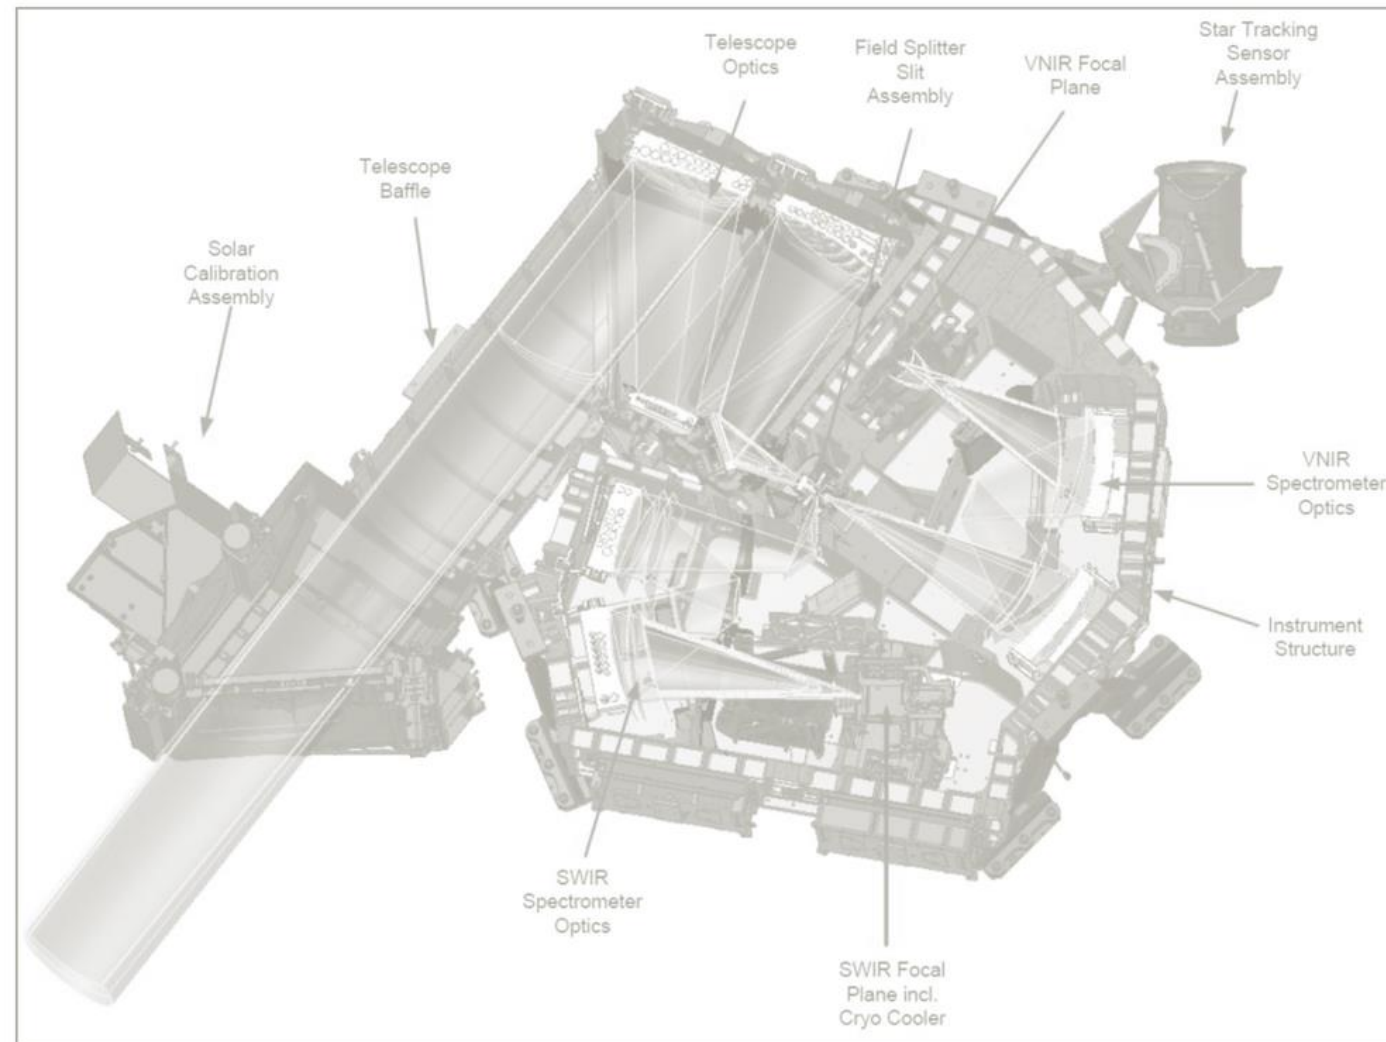 Telescope
Optics
Field Splitter
Slit
Assembly
VNIR Focal
Plane
Star Tracking
Sensor
Assembly
Telescope
Baffle
Solar
Calibration
Assembly
VNIR
Spectrometer
Optics
Instrument
Structure
SWIR
Spectrometer
Optics
SWIR Focal
Plane incl.
Cryo Cooler